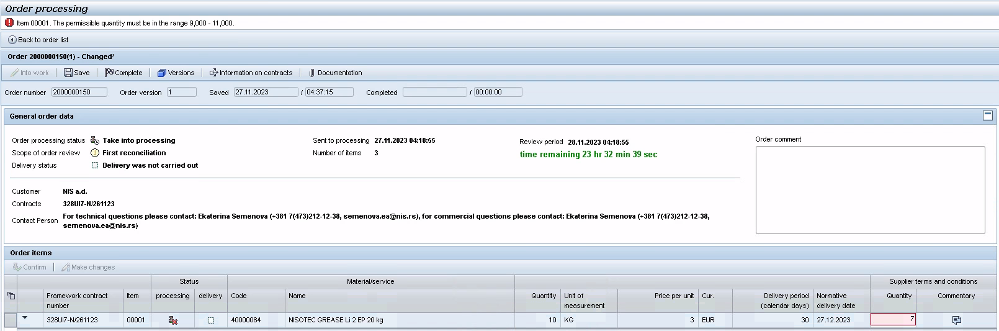 Order processing
Item 00001. The permissible quantity must be in the range 9,000 - 11,000.
Back to order list
Order 2000000150(1) - Changed*
Into work Save Complete Versions Information on contracts Documentation
Order number 2000000150 Order version 1 Saved 27.11.2023 / 04:37:15 Completed / 00:00:00
General order data
Order processing status Take into processing Sent to processing 27.11.2023 04:18:55 Review period 28.11.2023 04:18:55 Order comment
Scope of order review First reconciliation Number of items 3 time remaining 23 hr 32 min 39 sec
Delivery status Delivery was not carried out
Customer NIS a.d.
Contracts 328UI7-N/261123
Contact Person For technical questions please contact: Ekaterina Semenova (+381 7(473)212-12-38, semenova.ea@nis.rs), for commercial questions please contact: Ekaterina Semenova (+381 7(473)212-12-38,
semenova.ea@nis.rs)
Order items
Confirm Make changes
Status Material/service Supplier terms and conditions
Framework contract Item processing delivery Code Name Quantity Unit of Price per unit Cur. Delivery period Normative Quantity Commentary
number measurement (calendar days) delivery date
328UI7-N/261123 00001 40000084 NISOTEC GREASE Li 2 EP 20 kg 10 KG 3 EUR 30 27.12.2023 7